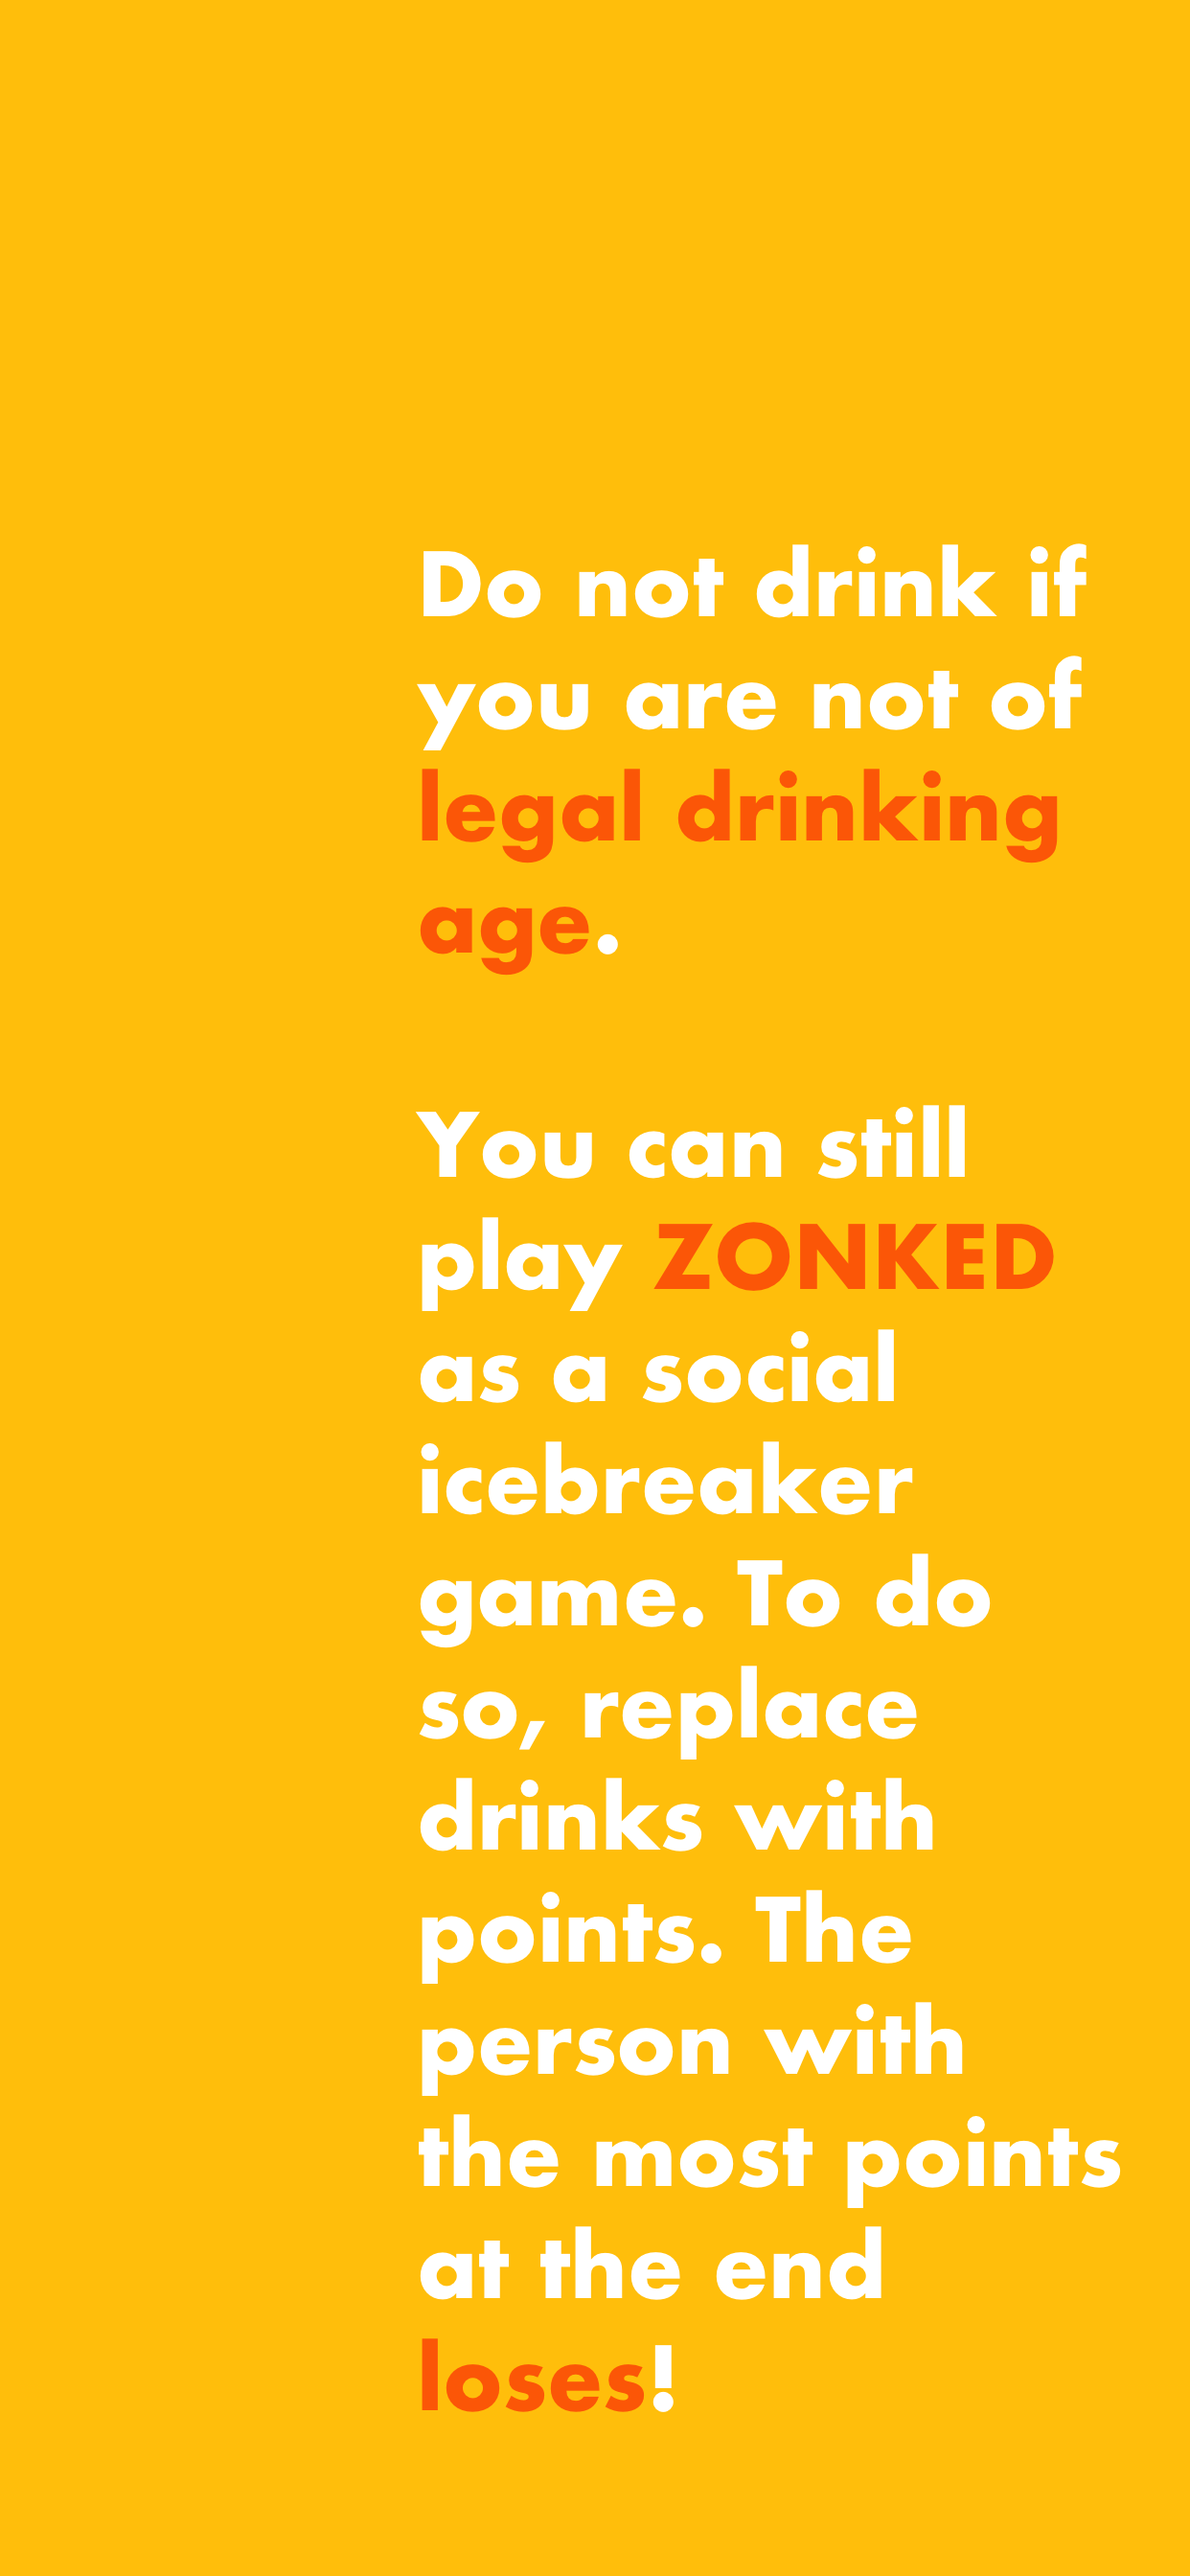 Do not drink if
you are not of
legal drinking
age.
You can still
play ZONKED
as a social
icebreaker
game. To do
so, replace
drinks with
points. The
person with
the most points
at the end
loses!